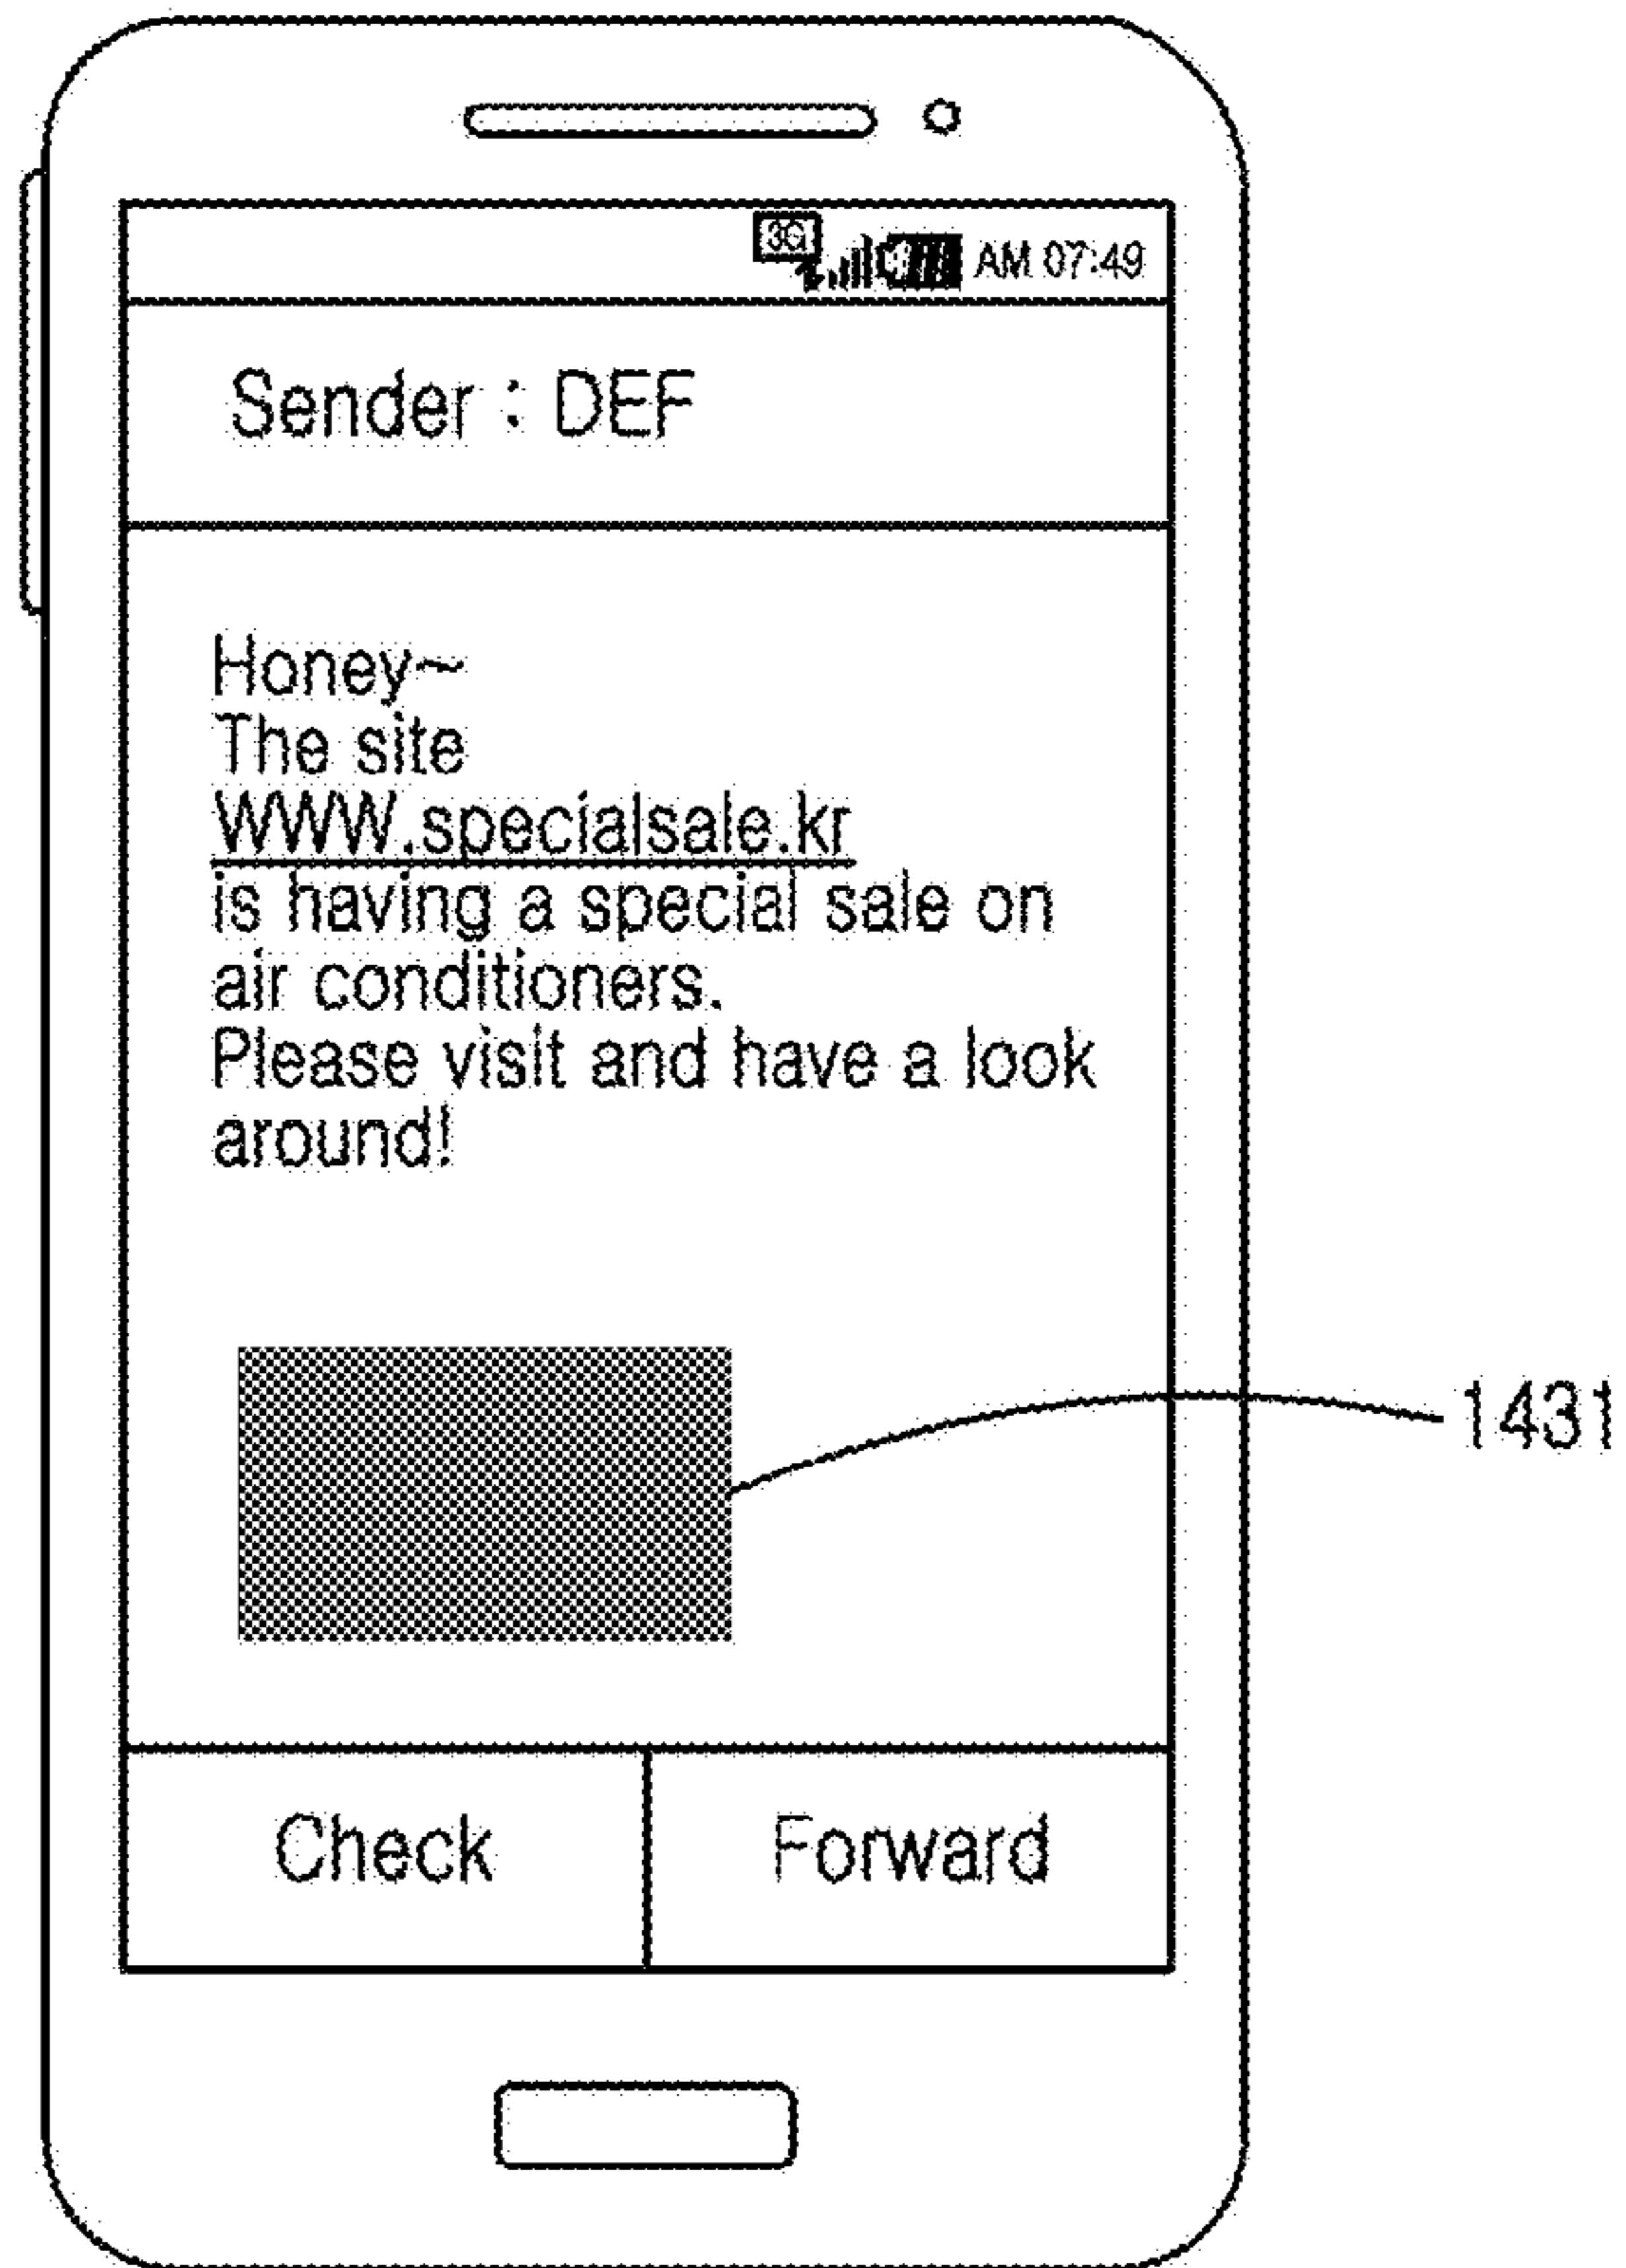 3G AM 07:49
Sender : DEF
Honey~
The site
WWW.specialsale.kr
is having a special sale on
air conditioners.
Please visit and have a look
around!
1431
Check Forward